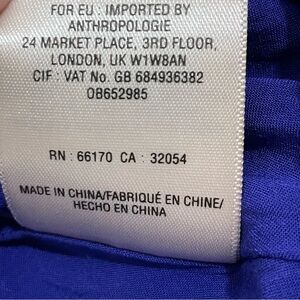 FOR EU : IMPORTED BY
ANTHROPOLOGIE
24 MARKET PLACE, 3RD FLOOR,
LONDON, UK W1W8AN
CIF : VAT No. GB 684936382
OB652985
RN : 66170 CA : 32054
MADE IN CHINA/FABRIQUÉ EN CHINE/
HECHO EN CHINA